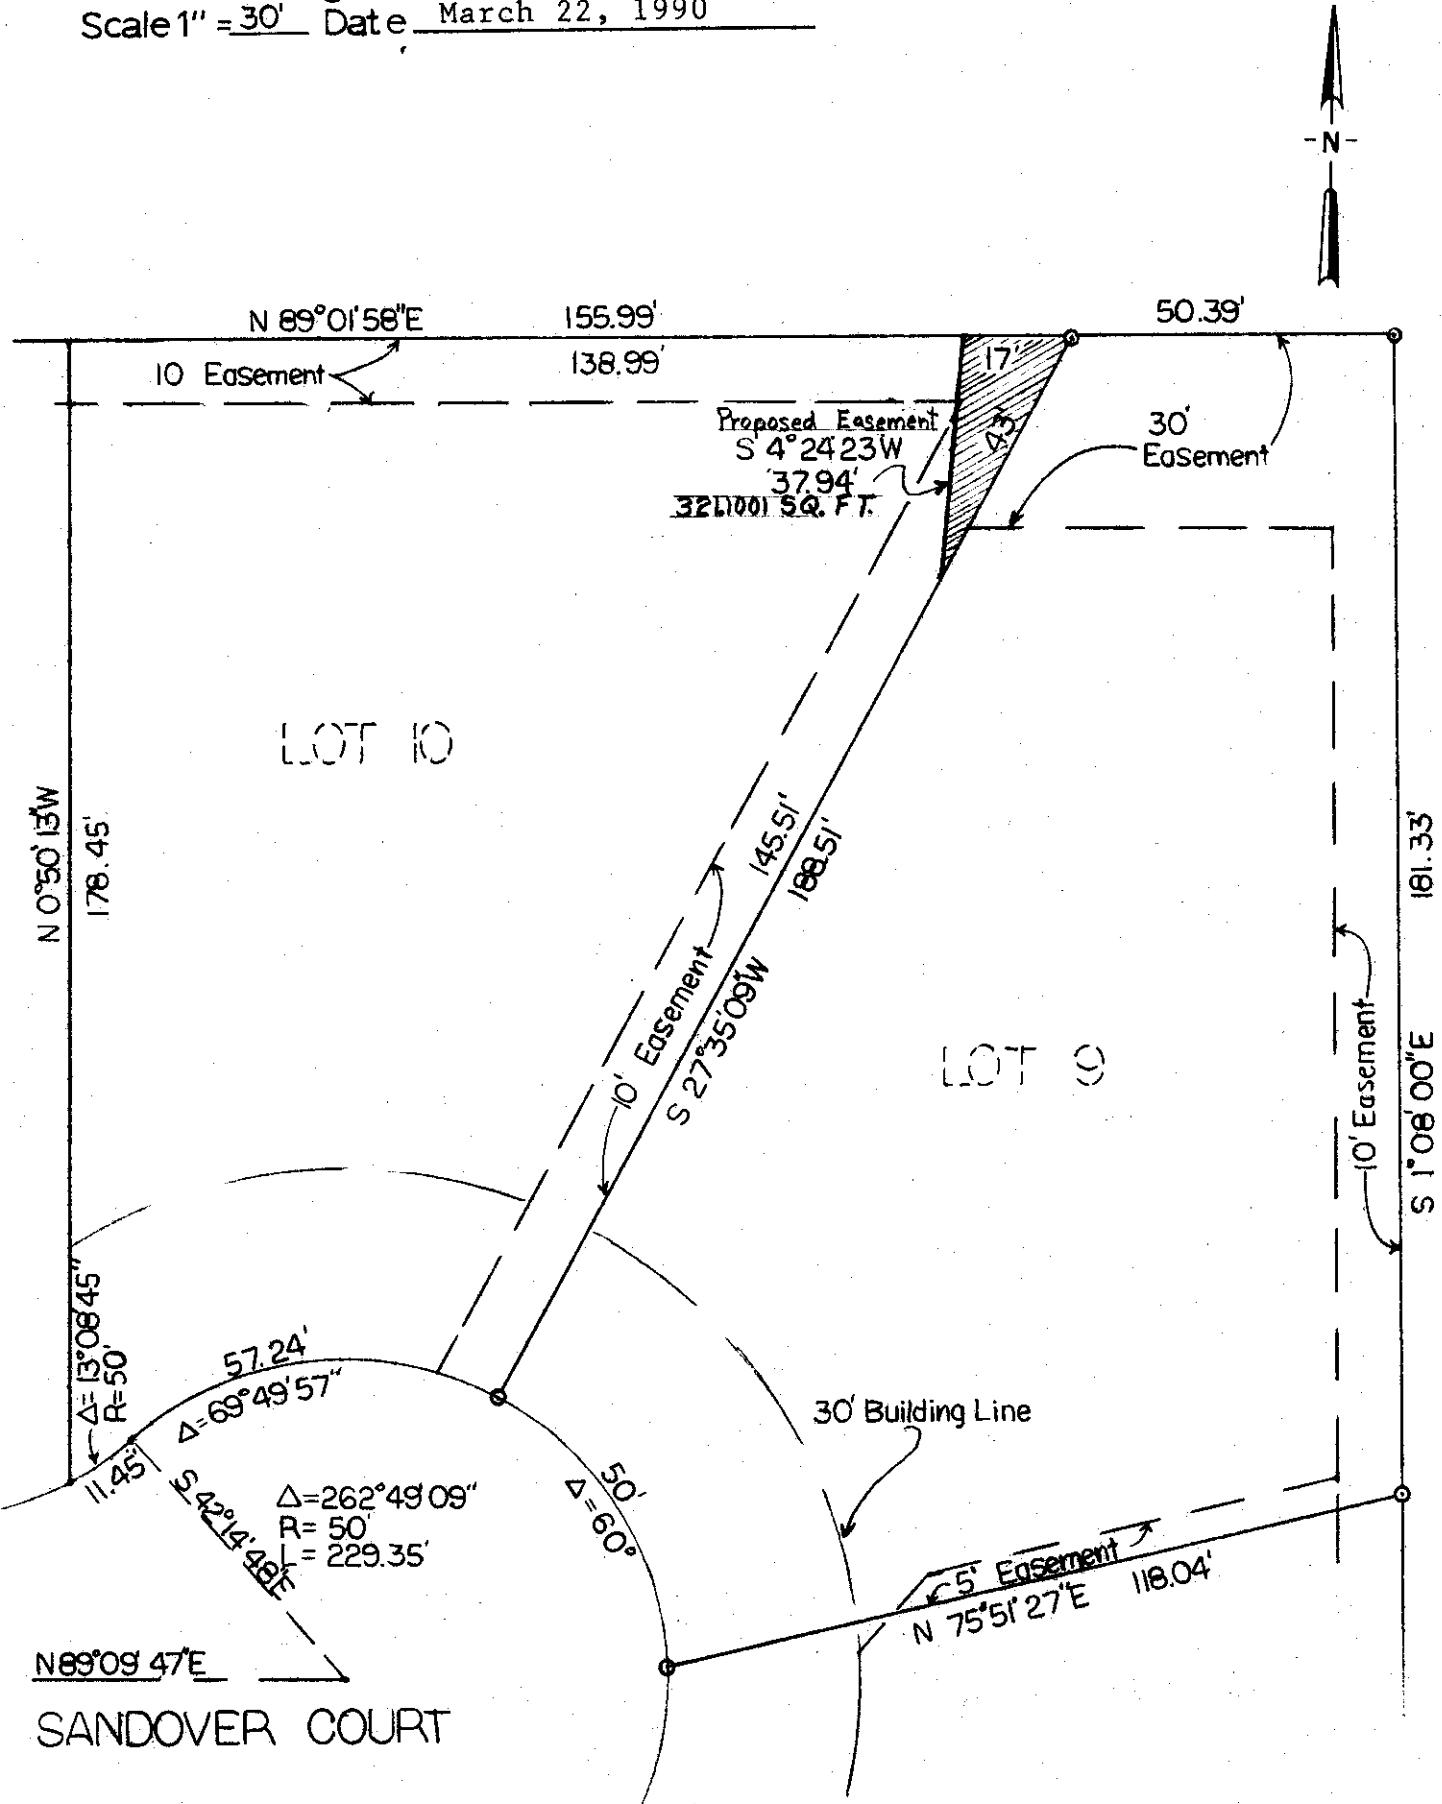 Scale 1" = 30' Date March 22, 1990
-N-
N 89°01'58"E 155.99' 50.39'
10 Easement 138.99' 17'
43'
Proposed Easement
S 4°24'23"W
37.94'
30'
Easement
LOT 10
N 0°50'13"W
178.45'
145.51'
188.51'
10' Easement
S 27°35'09"W
LOT 9
181.33'
10' Easement
S 1°08'00"E
Δ=13°08'45"
R=50'
57.24'
Δ=69°49'57"
11.45'
S 42°14'48"E
Δ=262°49'09"
R= 50'
L= 229.35'
50'
Δ=60°
30' Building Line
5' Easement
118.04'
N 75°51'27"E
N89°09'47"E
SANDOVER COURT